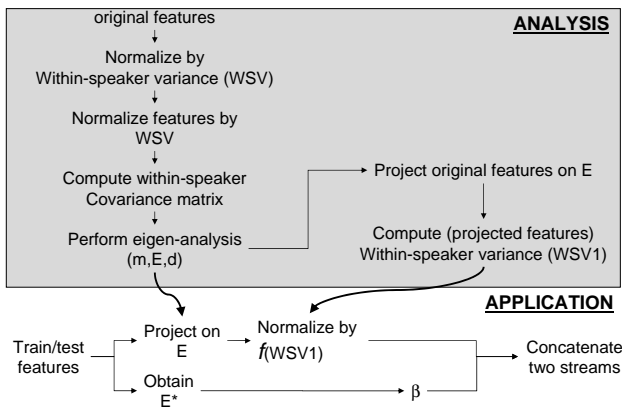 original features
ANALYSIS
Normalize by
Within-speaker variance (WSV)
Normalize features by
WSV
Compute within-speaker
Covariance matrix
Project original features on E
Perform eigen-analysis
(m,E,d)
Compute (projected features)
Within-speaker variance (WSV1)
APPLICATION
Train/test
features
Project on
E
Normalize by
f(WSV1)
Obtain
E*
β
Concatenate
two streams